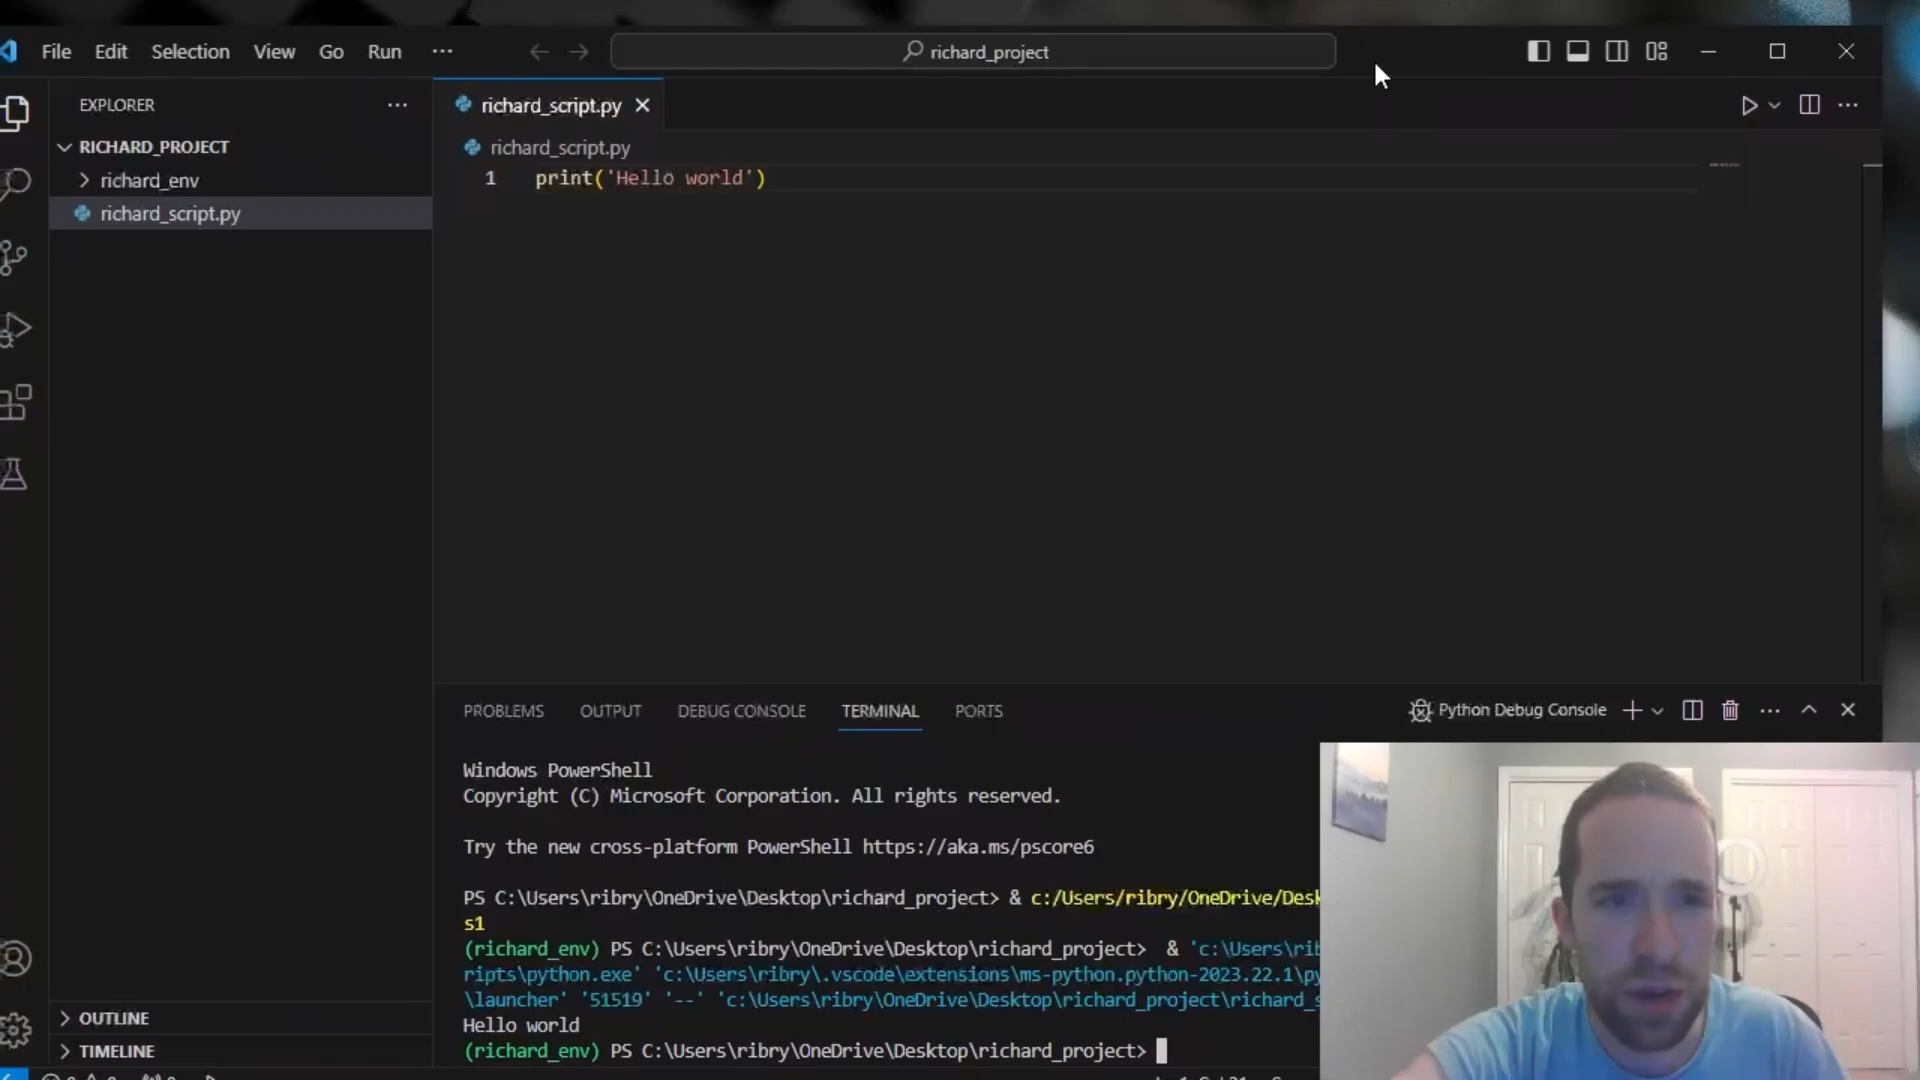 File Edit Selection View Go Run ···
richard_project
EXPLORER
RICHARD_PROJECT
richard_env
richard_script.py
OUTLINE
TIMELINE
richard_script.py
richard_script.py
1 print('Hello world')
PROBLEMS OUTPUT DEBUG CONSOLE TERMINAL PORTS
Python Debug Console
Windows PowerShell
Copyright (C) Microsoft Corporation. All rights reserved.
Try the new cross-platform PowerShell https://aka.ms/pscore6
PS C:\Users\ribry\OneDrive\Desktop\richard_project> & c:/Users/ribry/OneDrive/Desk
s1
(richard_env) PS C:\Users\ribry\OneDrive\Desktop\richard_project> & 'c:\Users\rib
ripts\python.exe' 'c:\Users\ribry\.vscode\extensions\ms-python.python-2023.22.1\py
\launcher' '51519' '--' 'c:\Users\ribry\OneDrive\Desktop\richard_project\richard_s
Hello world
(richard_env) PS C:\Users\ribry\OneDrive\Desktop\richard_project>